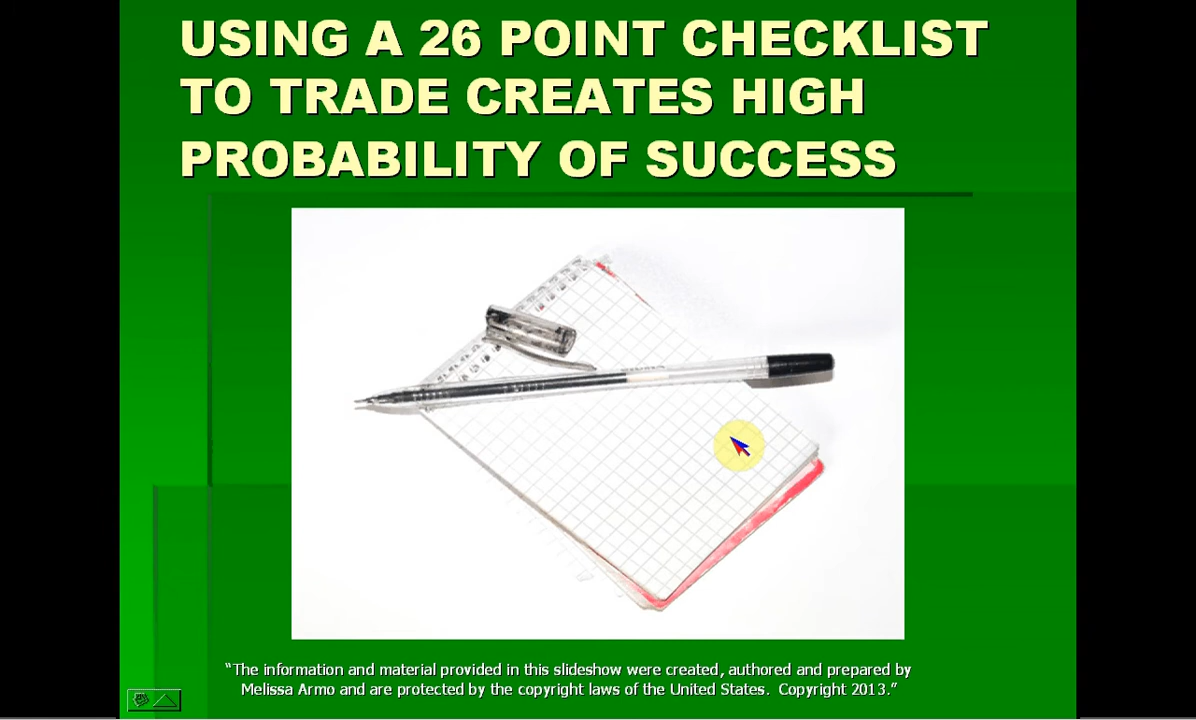 USING A 26 POINT CHECKLIST
TO TRADE CREATES HIGH
PROBABILITY OF SUCCESS
“The information and material provided in this slideshow were created, authored and prepared by
Melissa Armo and are protected by the copyright laws of the United States.  Copyright 2013.”